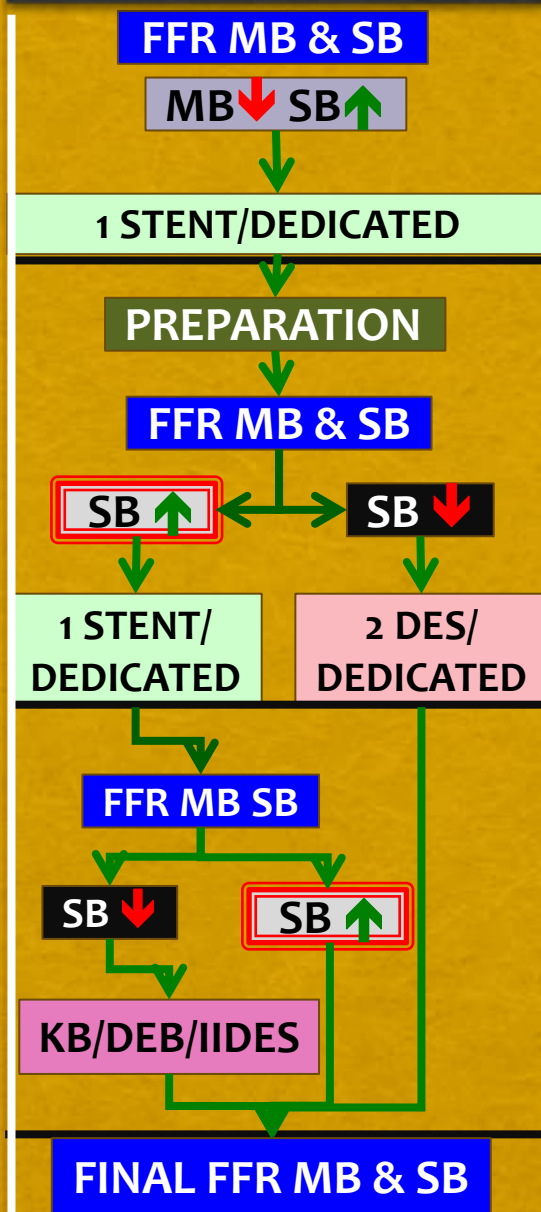 FFR MB & SB
MB SB
1 STENT/DEDICATED
PREPARATION
FFR MB & SB
SB
SB
1 STENT/
DEDICATED
2 DES/
DEDICATED
FFR MB SB
SB
SB
KB/DEB/IIDES
FINAL FFR MB & SB